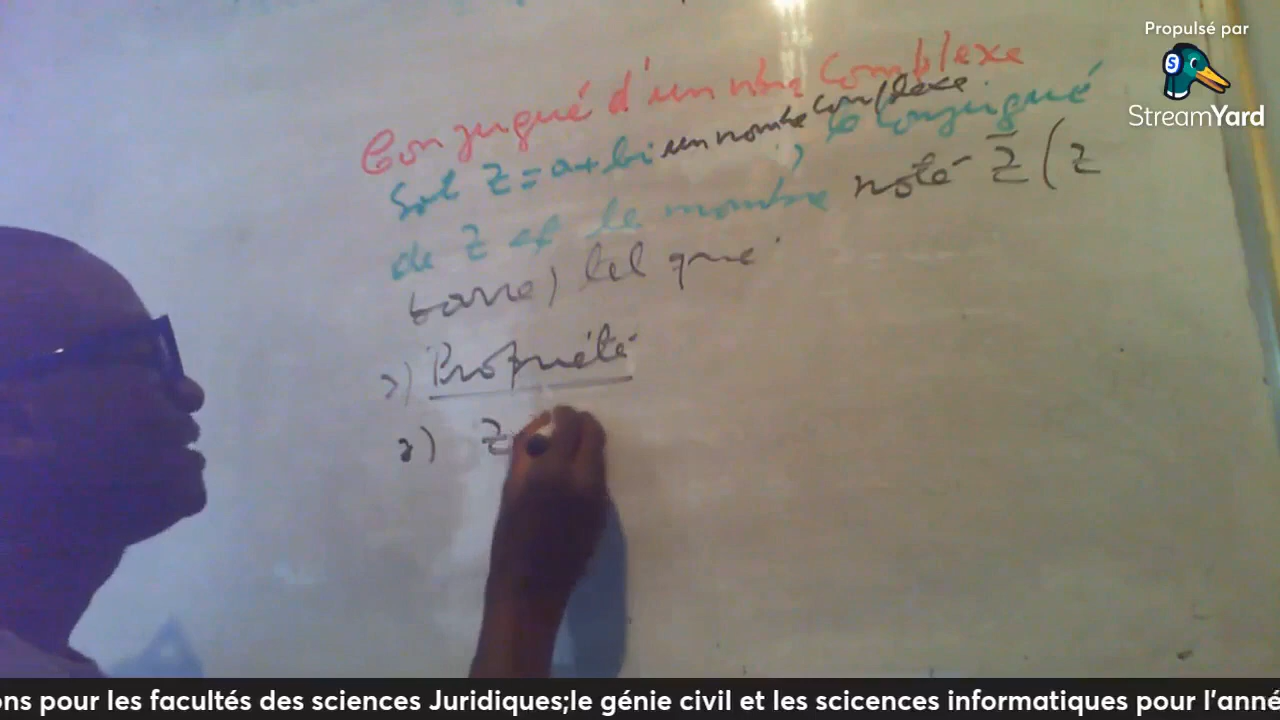 Propulsé par
StreamYard
Conjugué d'un nbre Complexe
Soit Z = a + bi un nombre complexe, le Conjugué
de Z est le nombre noté Z̄ (Z
barre) tel que
2) Propriété
a) Z
ons pour les facultés des sciences Juridiques;le génie civil et les scicences informatiques pour l'anné